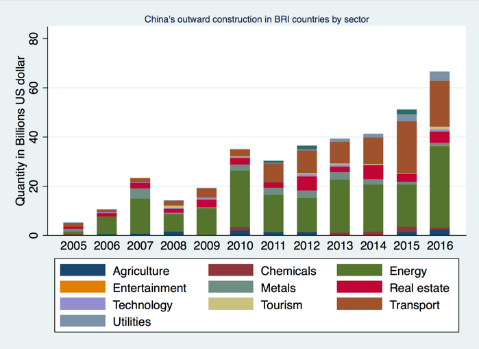 China's outward construction in BRI countries by sector
Quantity in Billions US dollar
80
60
40
20
0
2005 2006 2007 2008 2009 2010 2011 2012 2013 2014 2015 2016
Agriculture Chemicals Energy
Entertainment Metals Real estate
Technology Tourism Transport
Utilities